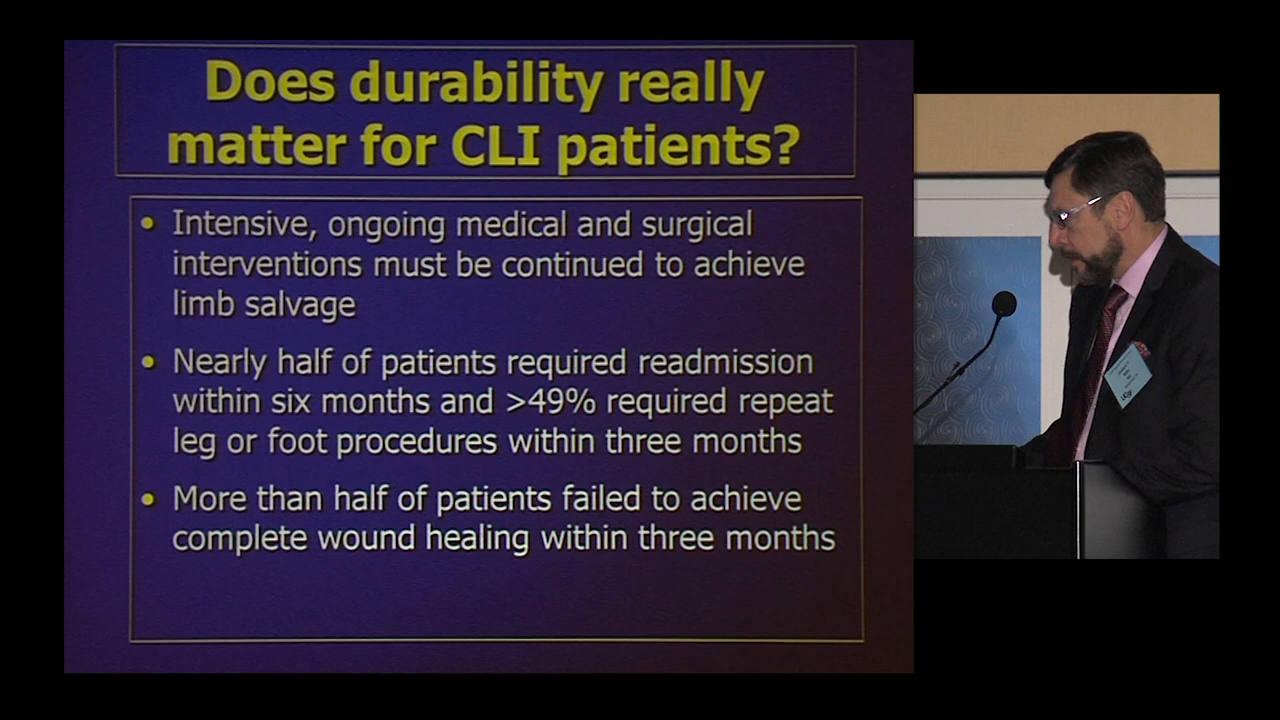 Does durability really
matter for CLI patients?
• Intensive, ongoing medical and surgical
interventions must be continued to achieve
limb salvage
• Nearly half of patients required readmission
within six months and >49% required repeat
leg or foot procedures within three months
• More than half of patients failed to achieve
complete wound healing within three months